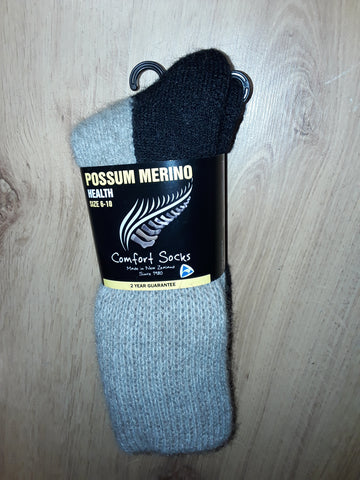 POSSUM MERINO
HEALTH
SIZE 6-10
Comfort Socks
Made in New Zealand
Since 1980
2 YEAR GUARANTEE